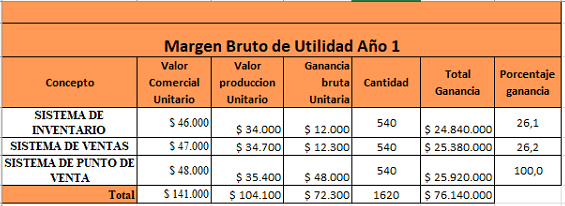 Margen Bruto de Utilidad Año 1
Concepto | Valor Comercial Unitario | Valor produccion Unitario | Ganancia bruta Unitaria | Cantidad | Total Ganancia | Porcentaje ganancia
SISTEMA DE INVENTARIO | $ 46.000 | $ 34.000 | $ 12.000 | 540 | $ 24.840.000 | 26,1
SISTEMA DE VENTAS | $ 47.000 | $ 34.700 | $ 12.300 | 540 | $ 25.380.000 | 26,2
SISTEMA DE PUNTO DE VENTA | $ 48.000 | $ 35.400 | $ 48.000 | 540 | $ 25.920.000 | 100,0
Total | $ 141.000 | $ 104.100 | $ 72.300 | 1620 | $ 76.140.000